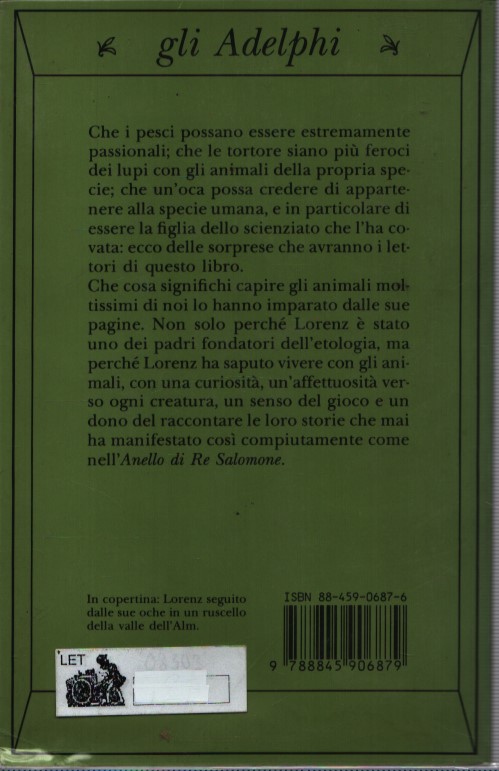 gli Adelphi
Che i pesci possano essere estremamente
passionali; che le tortore siano più feroci
dei lupi con gli animali della propria spe-
cie; che un'oca possa credere di apparte-
nere alla specie umana, e in particolare di
essere la figlia dello scienziato che l'ha co-
vata: ecco delle sorprese che avranno i let-
tori di questo libro.
Che cosa significhi capire gli animali mol-
tissimi di noi lo hanno imparato dalle sue
pagine. Non solo perché Lorenz è stato
uno dei padri fondatori dell'etologia, ma
perché Lorenz ha saputo vivere con gli ani-
mali, con una curiosità, un'affettuosità ver-
so ogni creatura, un senso del gioco e un
dono del raccontare le loro storie che mai
ha manifestato così compiutamente come
nell'Anello di Re Salomone.
In copertina: Lorenz seguito
dalle sue oche in un ruscello
della valle dell'Alm.
ISBN 88-459-0687-6
9 788845 906879
LET